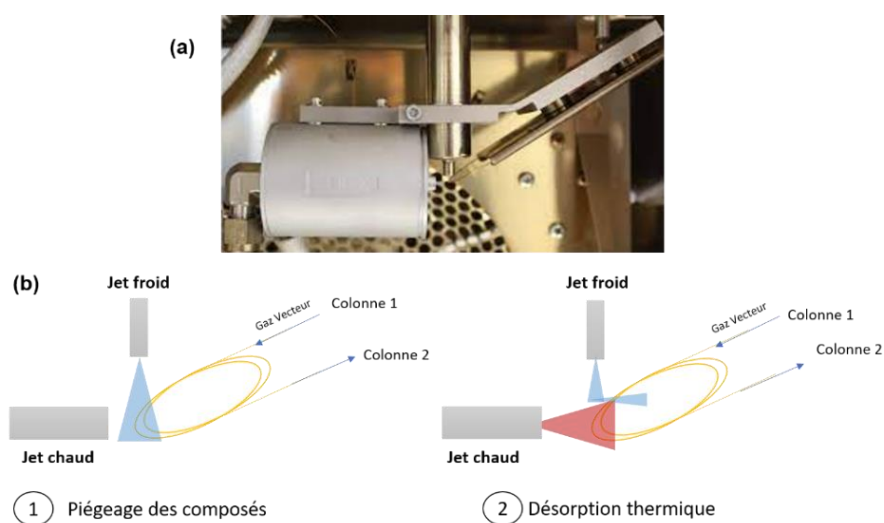 (a)
(b)
Jet froid
Gaz Vecteur
Colonne 1
Colonne 2
Jet chaud
1 Piégeage des composés
Jet froid
Gaz Vecteur
Colonne 1
Colonne 2
Jet chaud
2 Désorption thermique